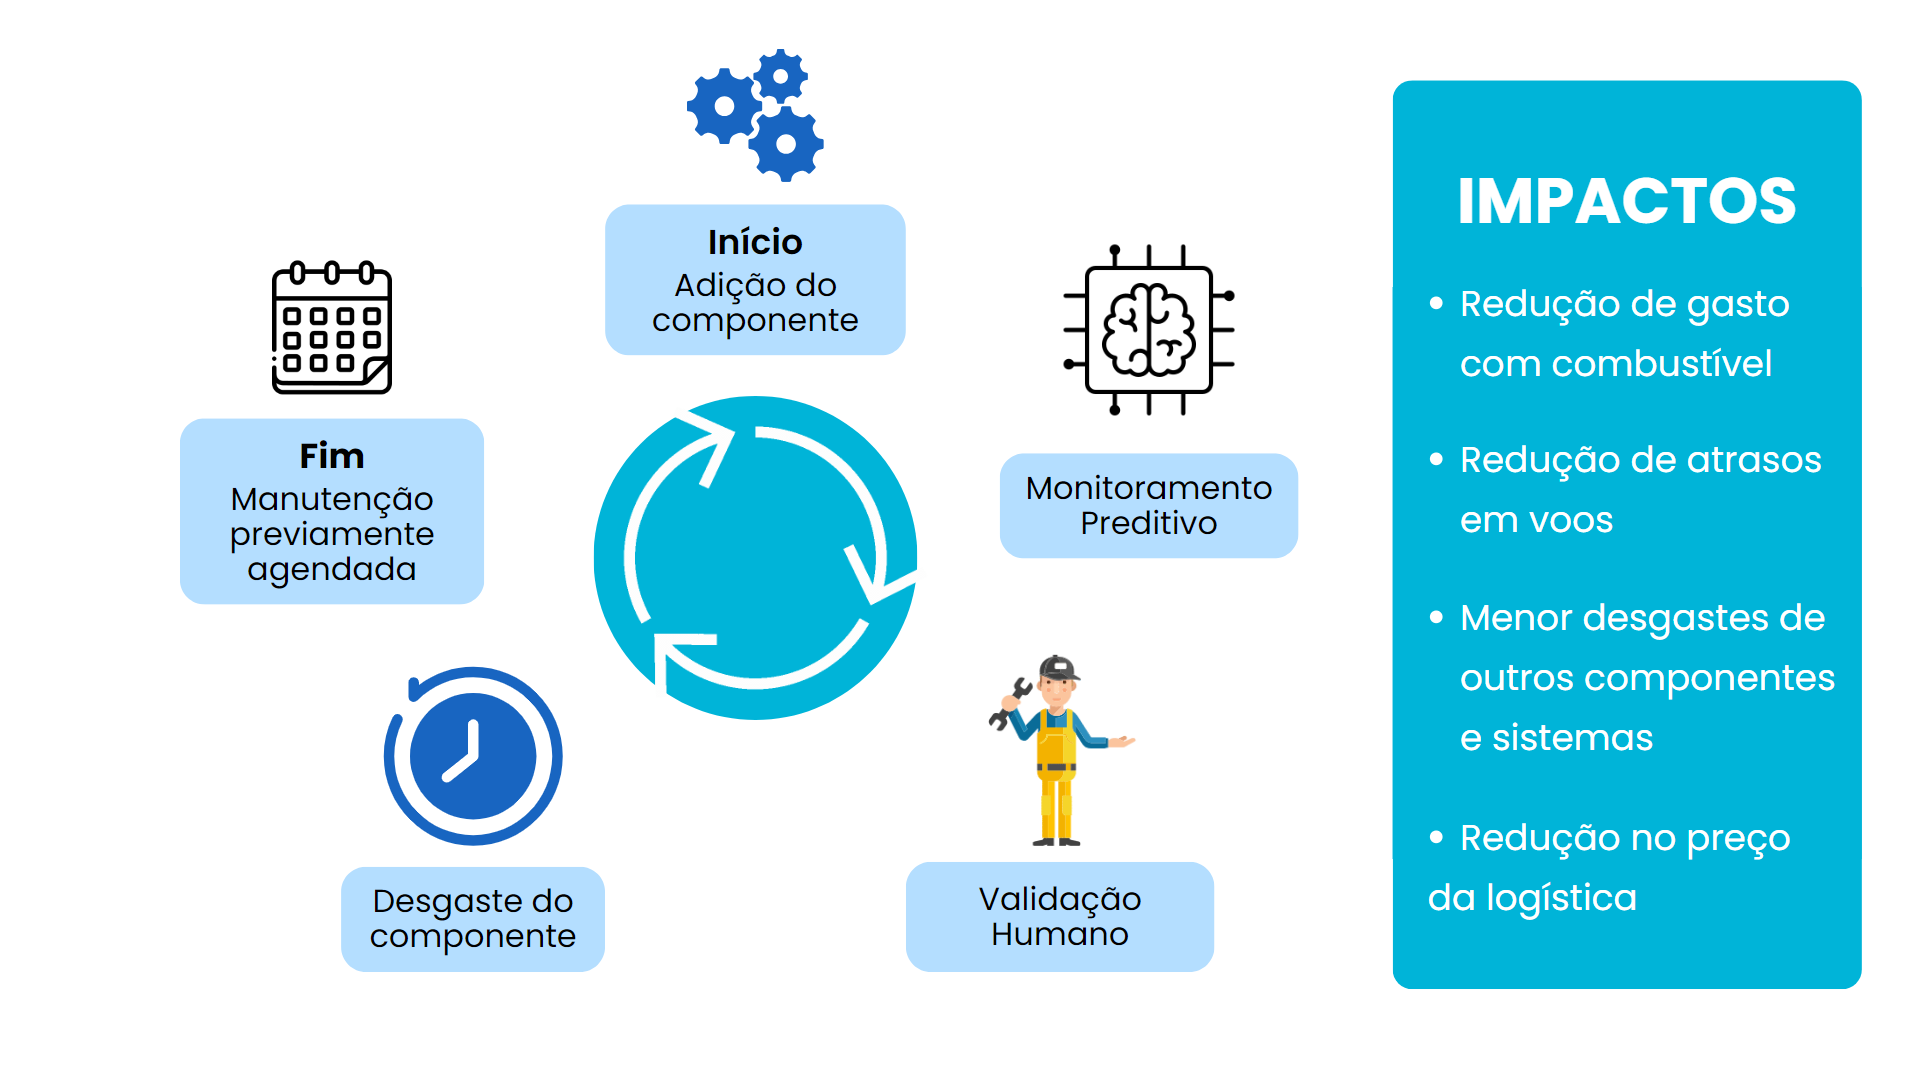 Início
Adição do
componente
Monitoramento
Preditivo
Validação
Humano
Desgaste do
componente
Fim
Manutenção
previamente
agendada
IMPACTOS
• Redução de gasto
com combustível
• Redução de atrasos
em voos
• Menor desgastes de
outros componentes
e sistemas
• Redução no preço
da logística